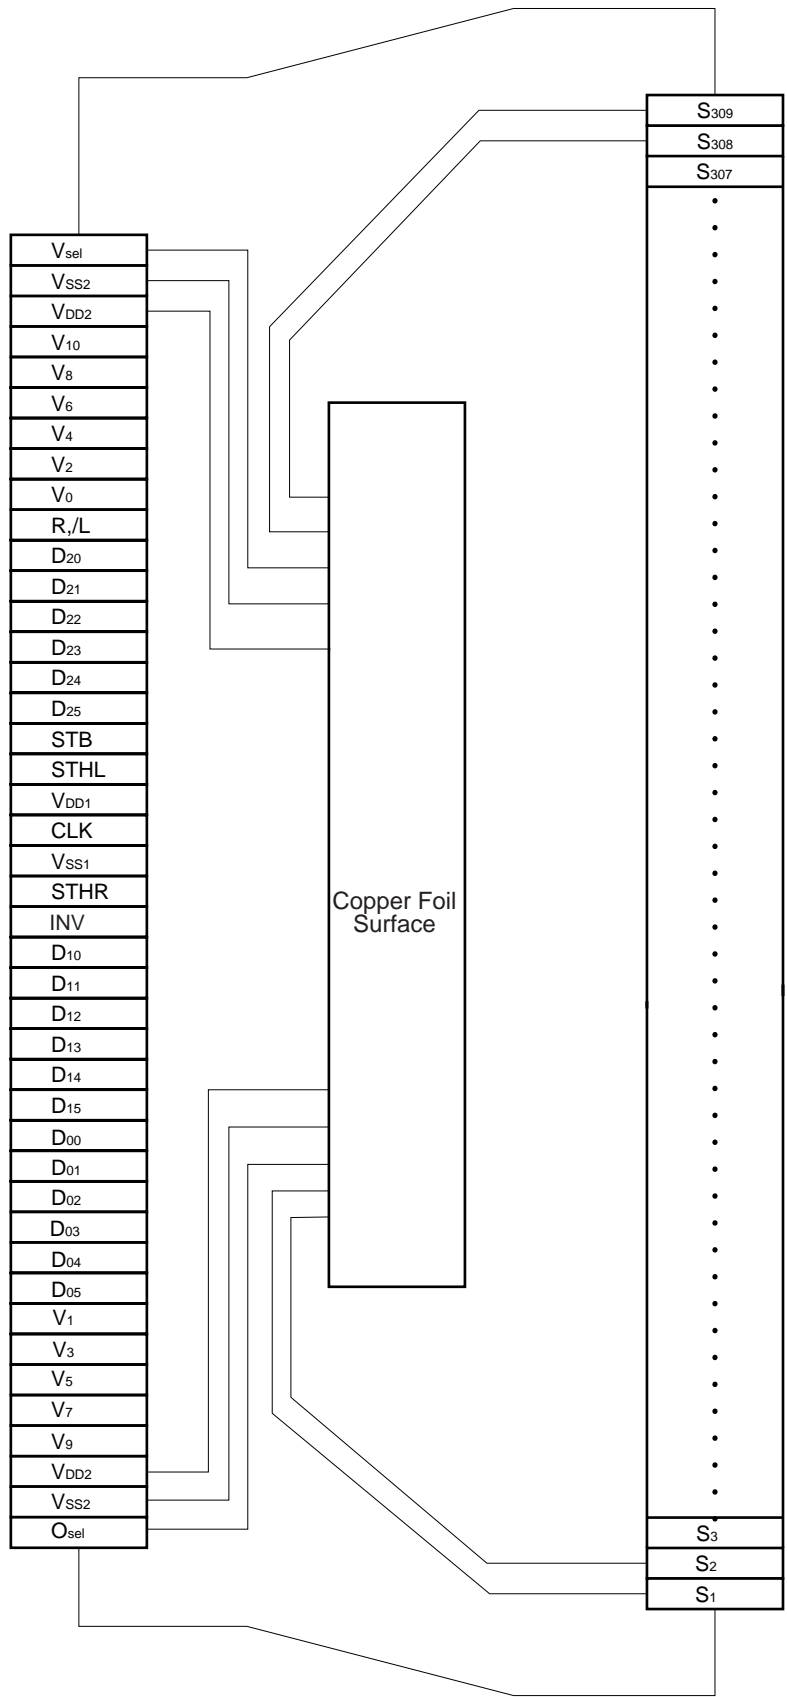 Vsel
VSS2
VDD2
V10
V8
V6
V4
V2
V0
R,/L
D20
D21
D22
D23
D24
D25
STB
STHL
VDD1
CLK
VSS1
STHR
INV
D10
D11
D12
D13
D14
D15
D00
D01
D02
D03
D04
D05
V1
V3
V5
V7
V9
VDD2
VSS2
Osel
Copper Foil
Surface
S309
S308
S307
S3
S2
S1